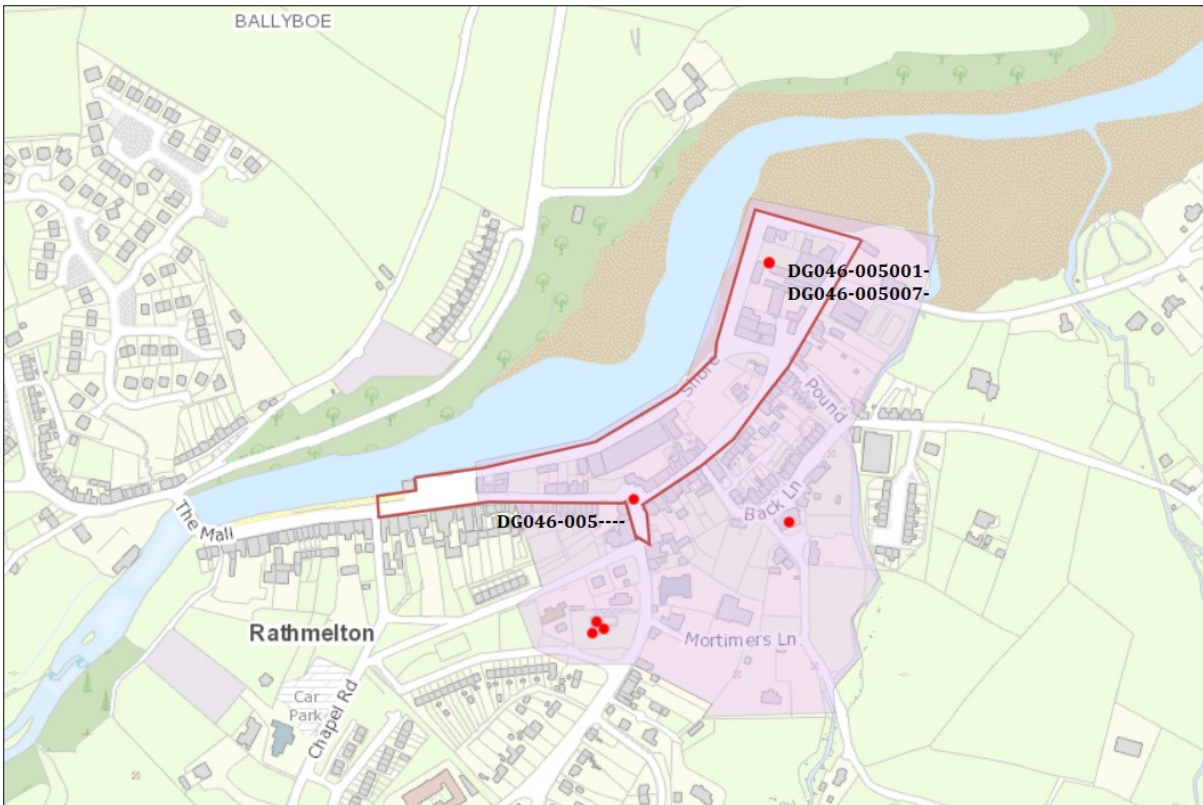 BALLYBOE
DG046-005001-
DG046-005007-
Shore
Pound
Back Ln
DG046-005----
The Mall
Rathmelton
Mortimers Ln
Car
Park
Chapel Rd